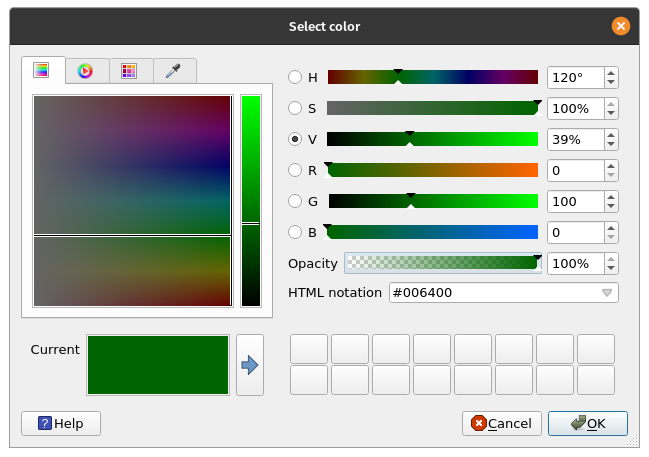 Select color
H 120°
S 100%
V 39%
R 0
G 100
B 0
Opacity 100%
HTML notation #006400
Current
? Help
Cancel OK